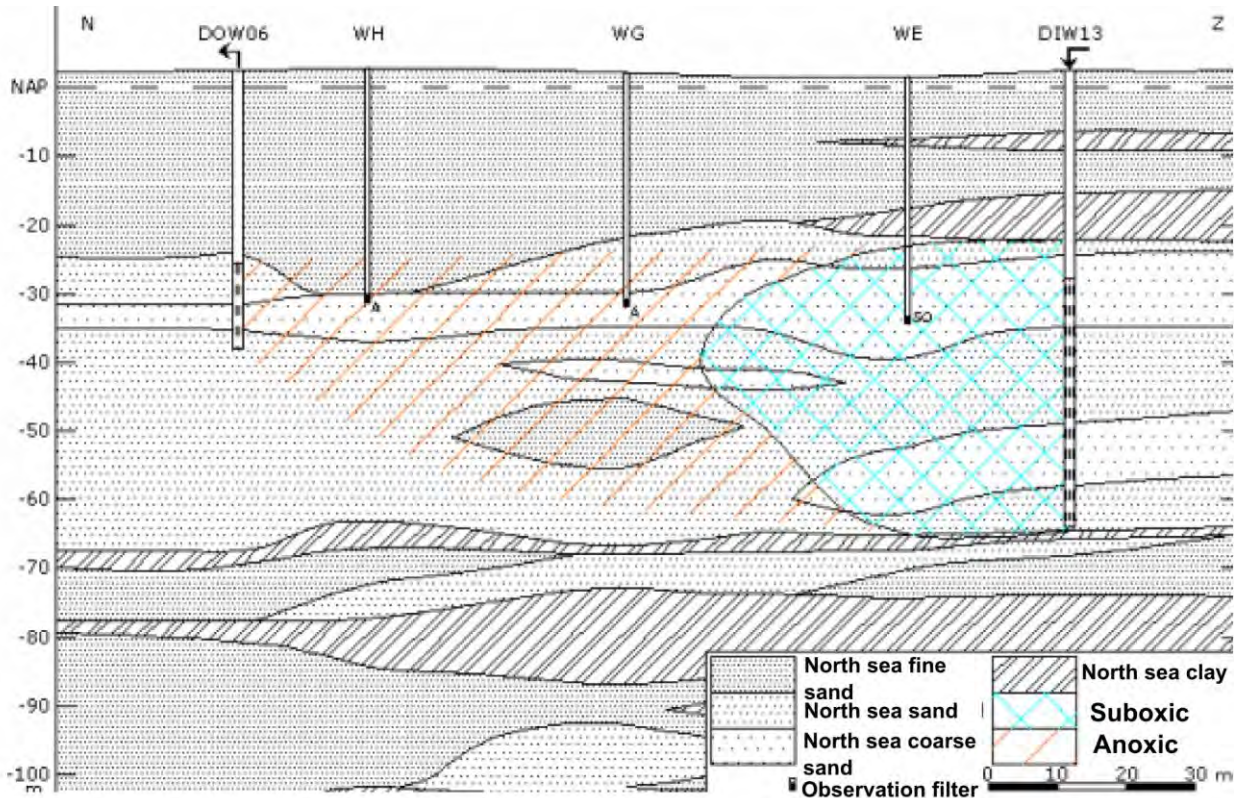 N DOW06 WH WG WE DIW13 Z
NAP
-10
-20
-30
A A SO
-40
-50
-60
-70
-80
-90
-100
North sea fine
sand
North sea sand
North sea coarse
sand
Observation filter
North sea clay
Suboxic
Anoxic
0 10 20 30 m